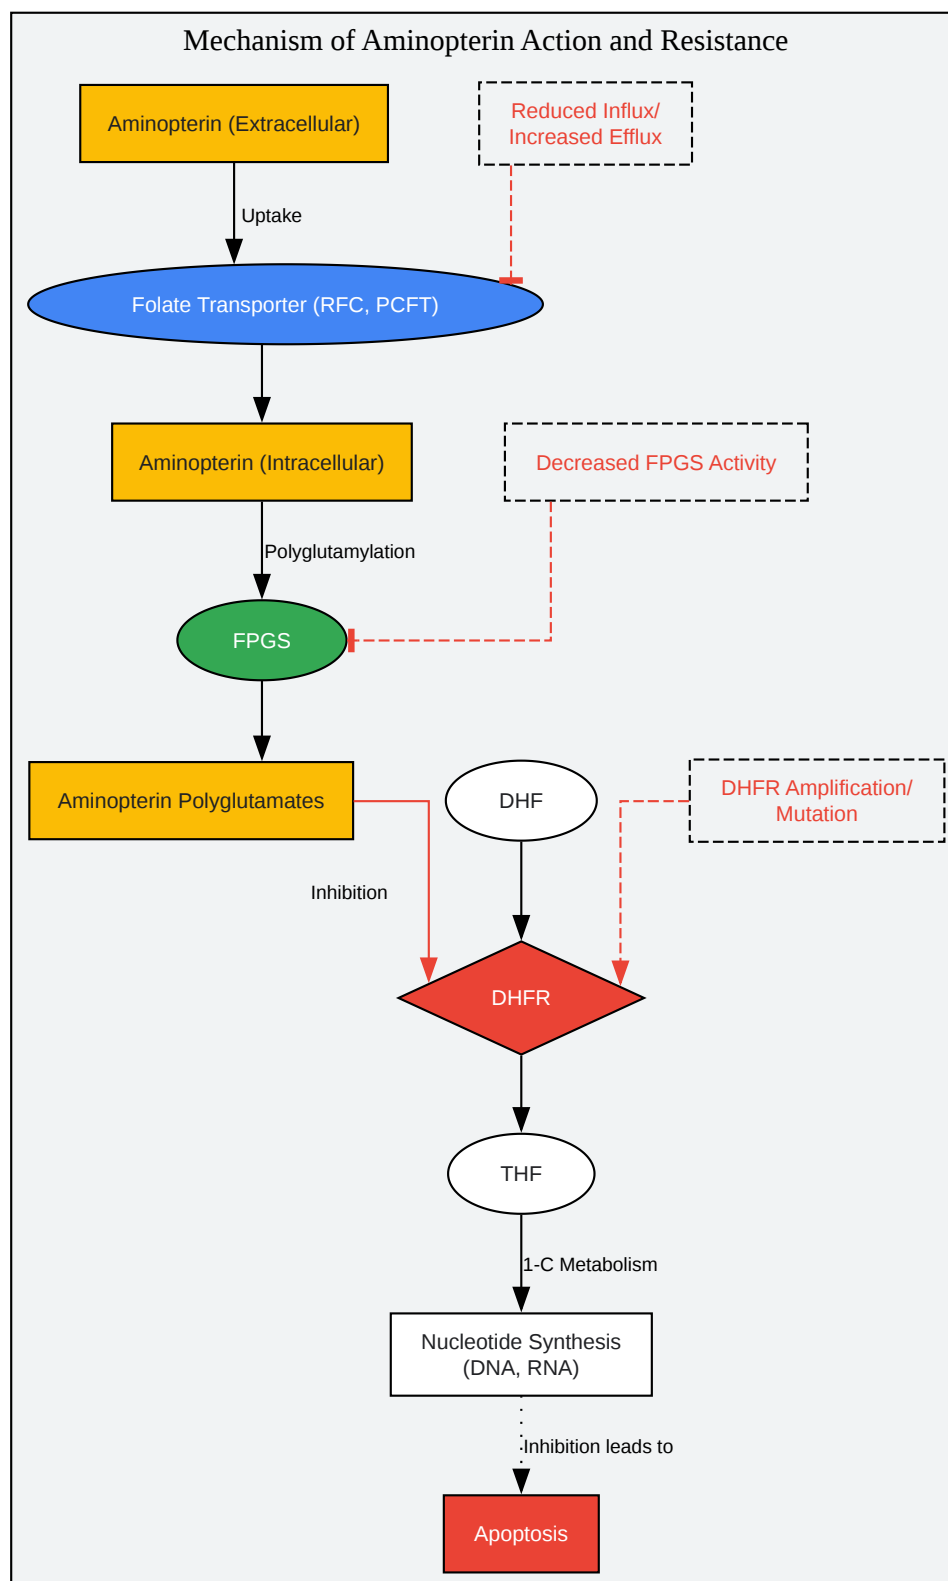 Mechanism of Aminopterin Action and Resistance
Aminopterin (Extracellular)
Reduced Influx/
Increased Efflux
Uptake
Folate Transporter (RFC, PCFT)
Aminopterin (Intracellular)
Decreased FPGS Activity
Polyglutamylation
FPGS
Aminopterin Polyglutamates
DHF
DHFR Amplification/
Mutation
Inhibition
DHFR
THF
1-C Metabolism
Nucleotide Synthesis
(DNA, RNA)
Inhibition leads to
Apoptosis